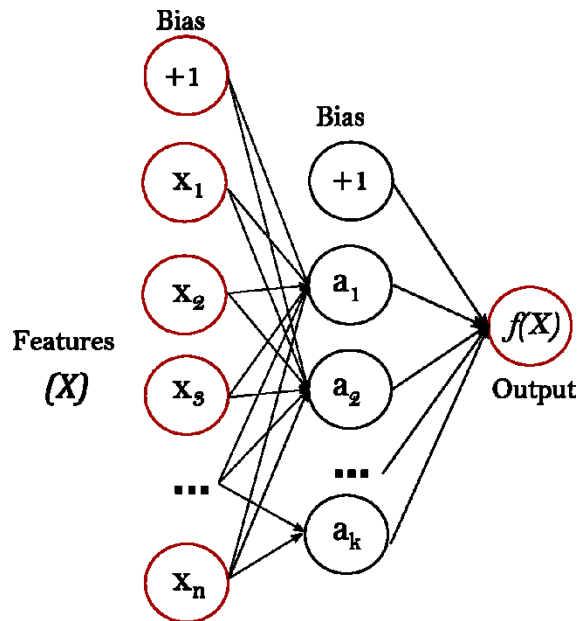 Bias
+1
Bias
x₁
+1
x₂
a₁
Features
(X)
f(X)
Output
x₃
a₂
...
...
aₖ
xₙ